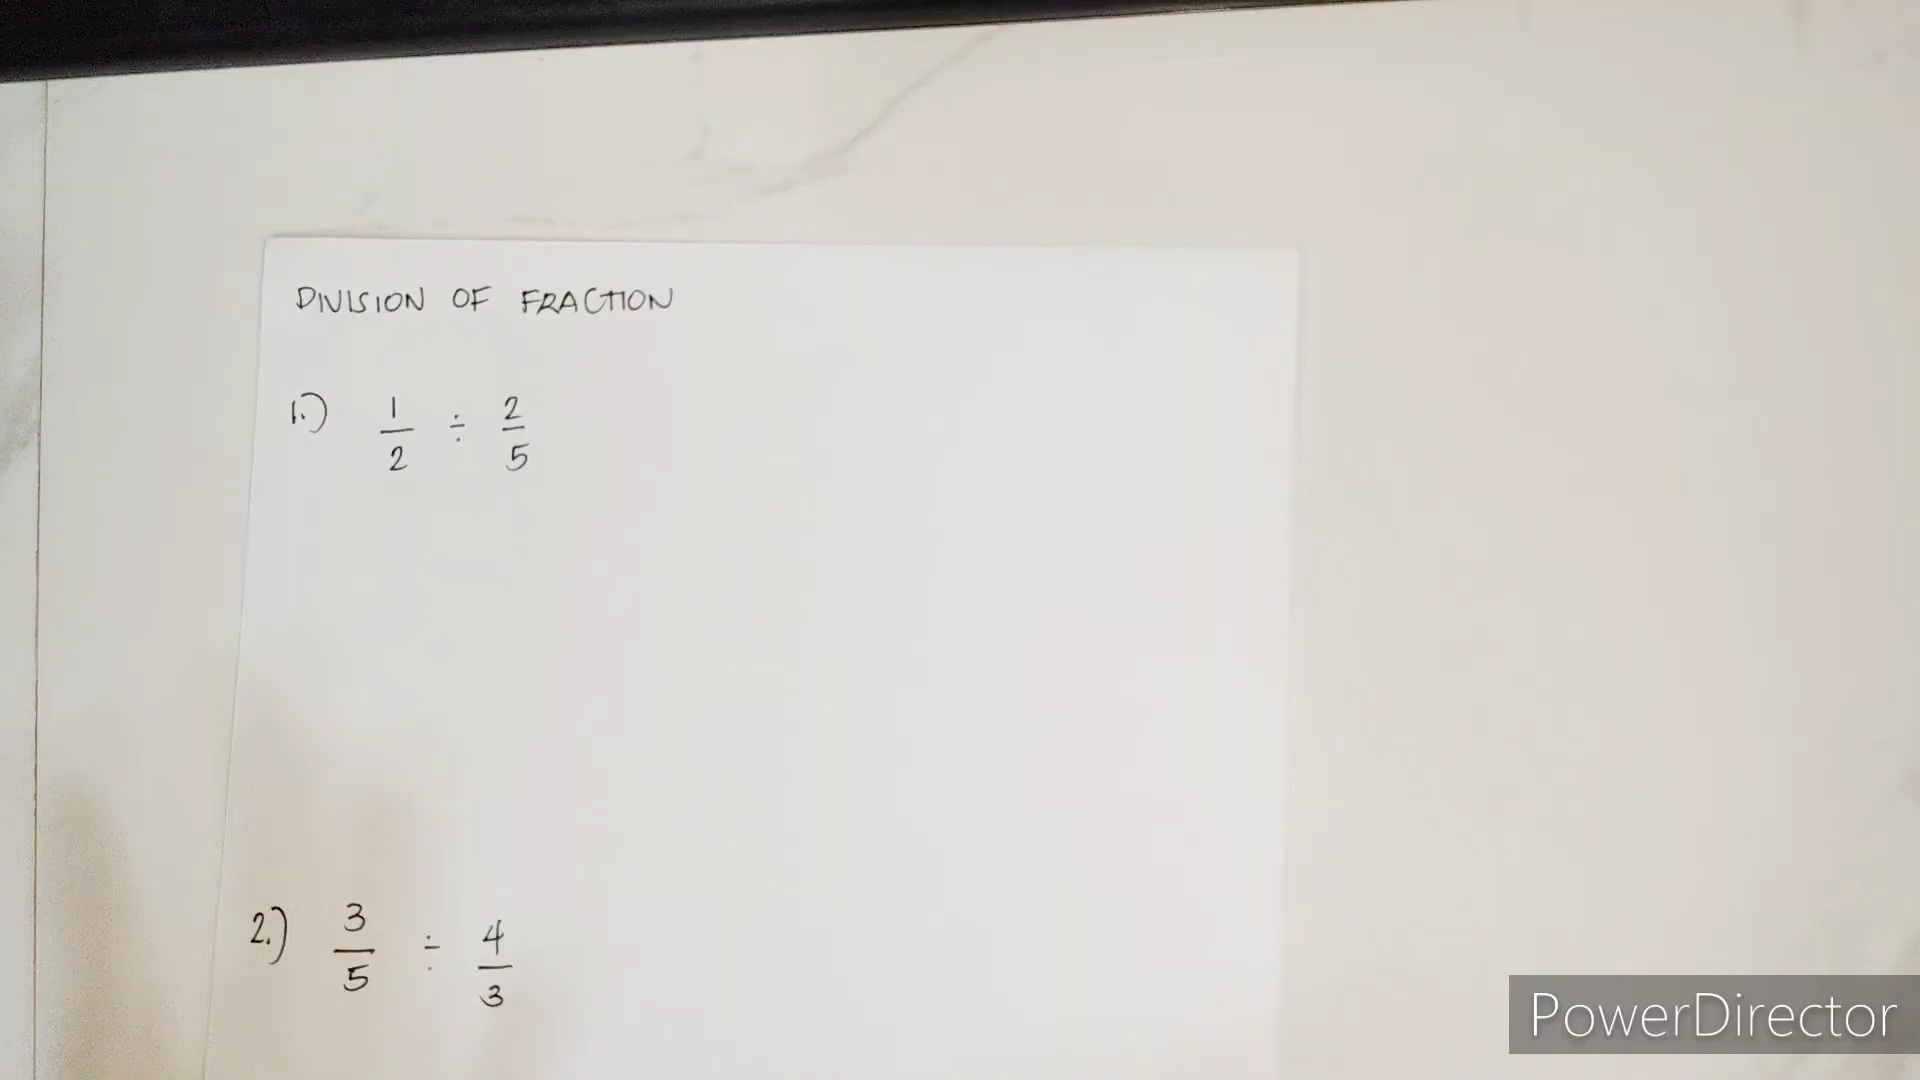 DIVISION OF FRACTION
1.) 1/2 ÷ 2/5
2.) 3/5 ÷ 4/3
PowerDirector